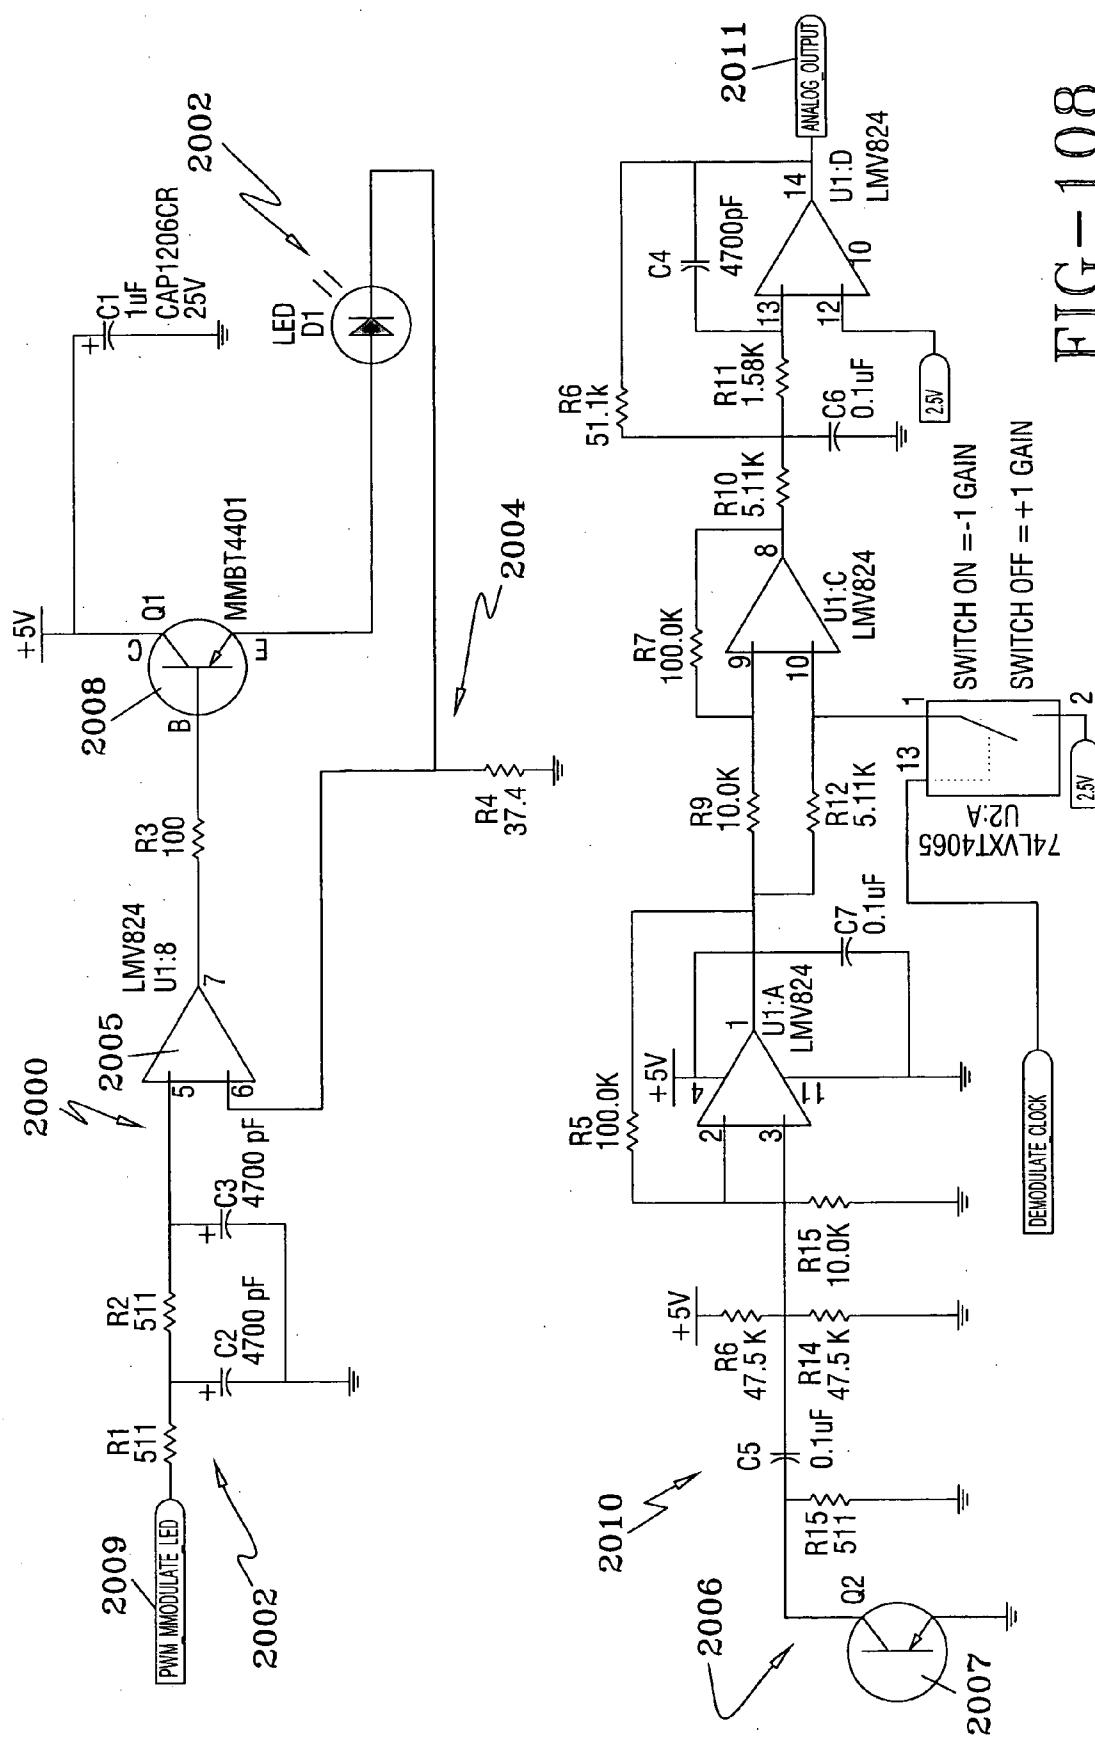 2000
2005
LMV824
U1:8
7
5
6
R3
100
2008
B
+5V
C
Q1
E
MMBT4401
+
C1
1uF
CAP1206CR
25V
2002
LED
D1
2004
R4
37.4
2009
PWM MMODULATE LED
R1
511
R2
511
+
C2
4700 pF
+
C3
4700 pF
2002
2010
2006
2007
Q2
R15
511
C5
0.1uF
+5V
R6
47.5 K
R14
47.5 K
R15
10.0K
R5
100.0K
+5V
4
2
3
1
11
U1:A
LMV824
C7
0.1uF
R9
10.0K
R12
5.11K
R7
100.0K
9
10
8
U1:C
LMV824
DEMODULATE CLOCK
74LVXT4065
U2:A
13
1
2
2.5V
SWITCH ON =-1 GAIN
SWITCH OFF =+1 GAIN
R10
5.11K
R6
51.1k
R11
1.58K
C6
0.1uF
C4
4700pF
13
12
14
10
2.5V
U1:D
LMV824
2011
ANALOG_OUTPUT
FIG-108